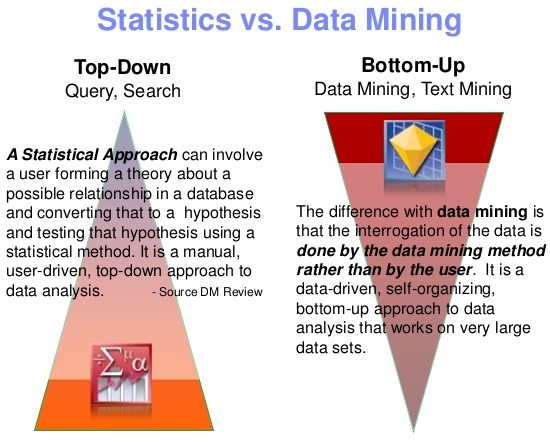 Statistics vs. Data Mining
Top-Down
Query, Search
A Statistical Approach can involve
a user forming a theory about a
possible relationship in a database
and converting that to a hypothesis
and testing that hypothesis using a
statistical method. It is a manual,
user-driven, top-down approach to
data analysis. - Source DM Review
÷Σμα
Bottom-Up
Data Mining, Text Mining
The difference with data mining is
that the interrogation of the data is
done by the data mining method
rather than by the user. It is a
data-driven, self-organizing,
bottom-up approach to data
analysis that works on very large
data sets.